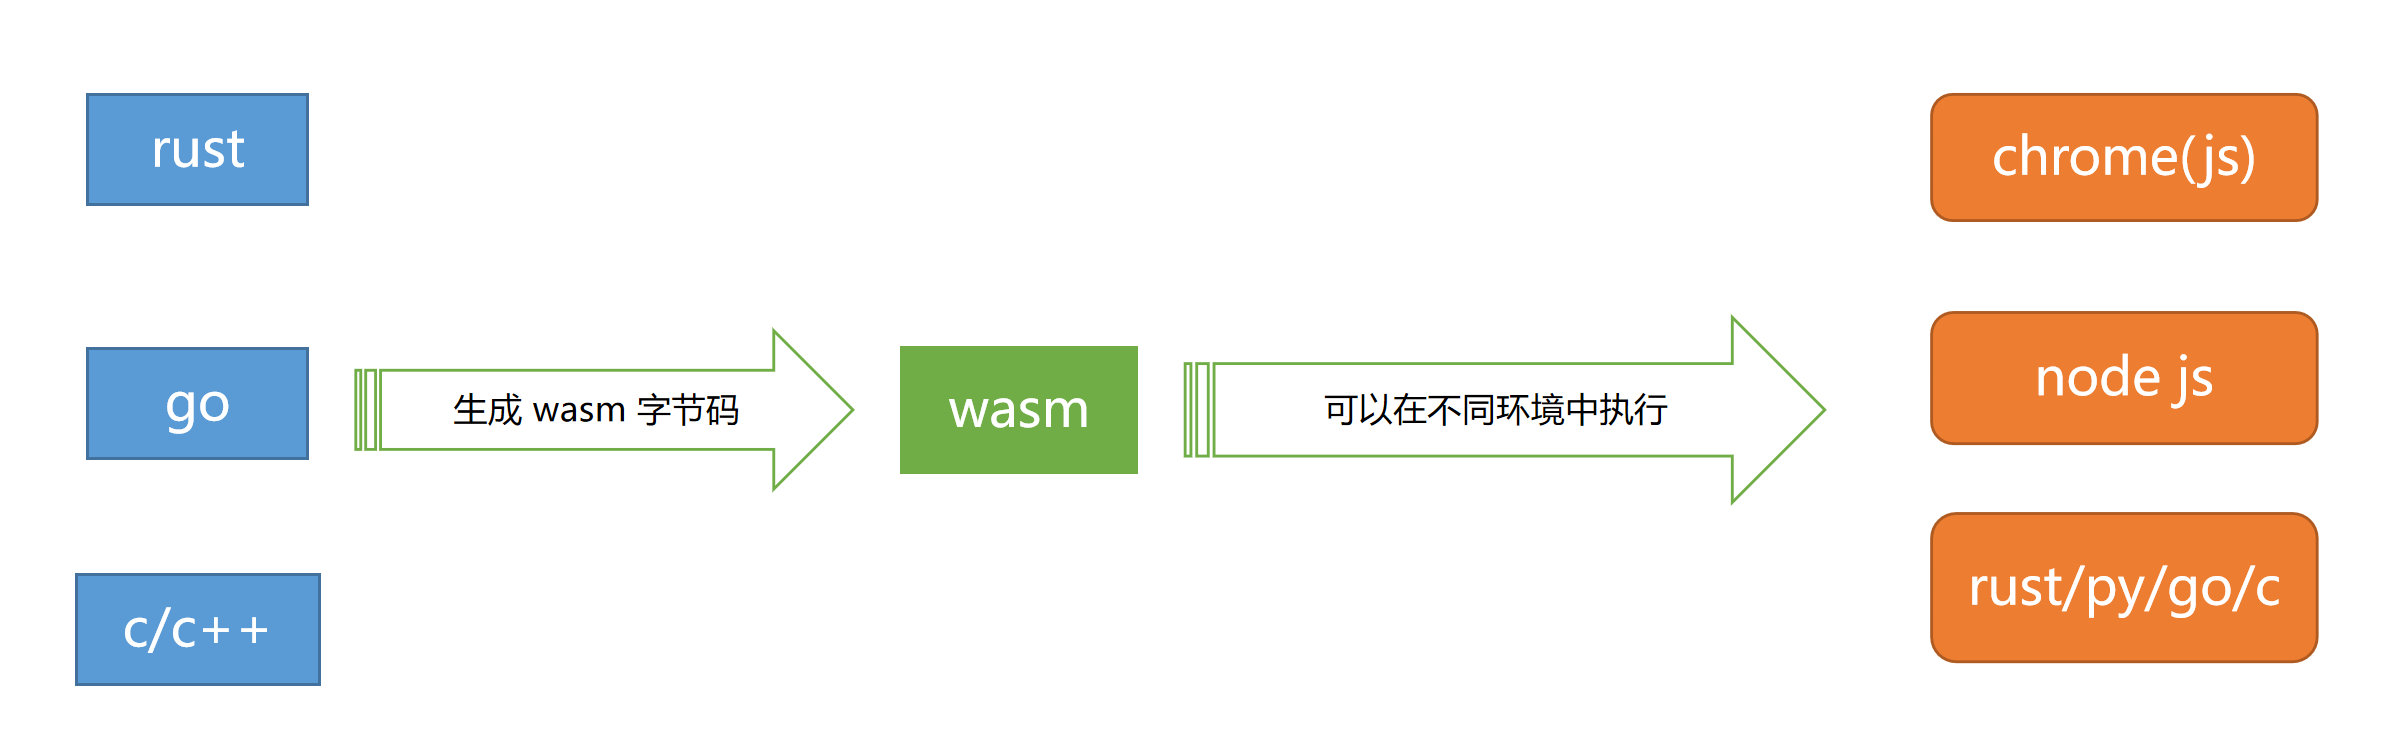 rust
go
c/c++
生成 wasm 字节码
wasm
可以在不同环境中执行
chrome(js)
node js
rust/py/go/c